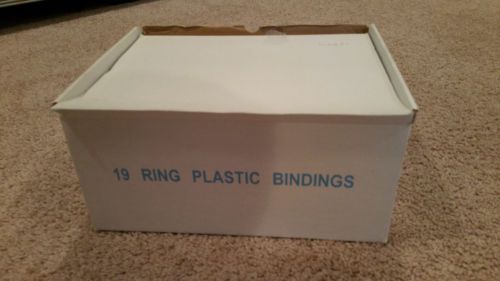 19 RING PLASTIC BINDINGS